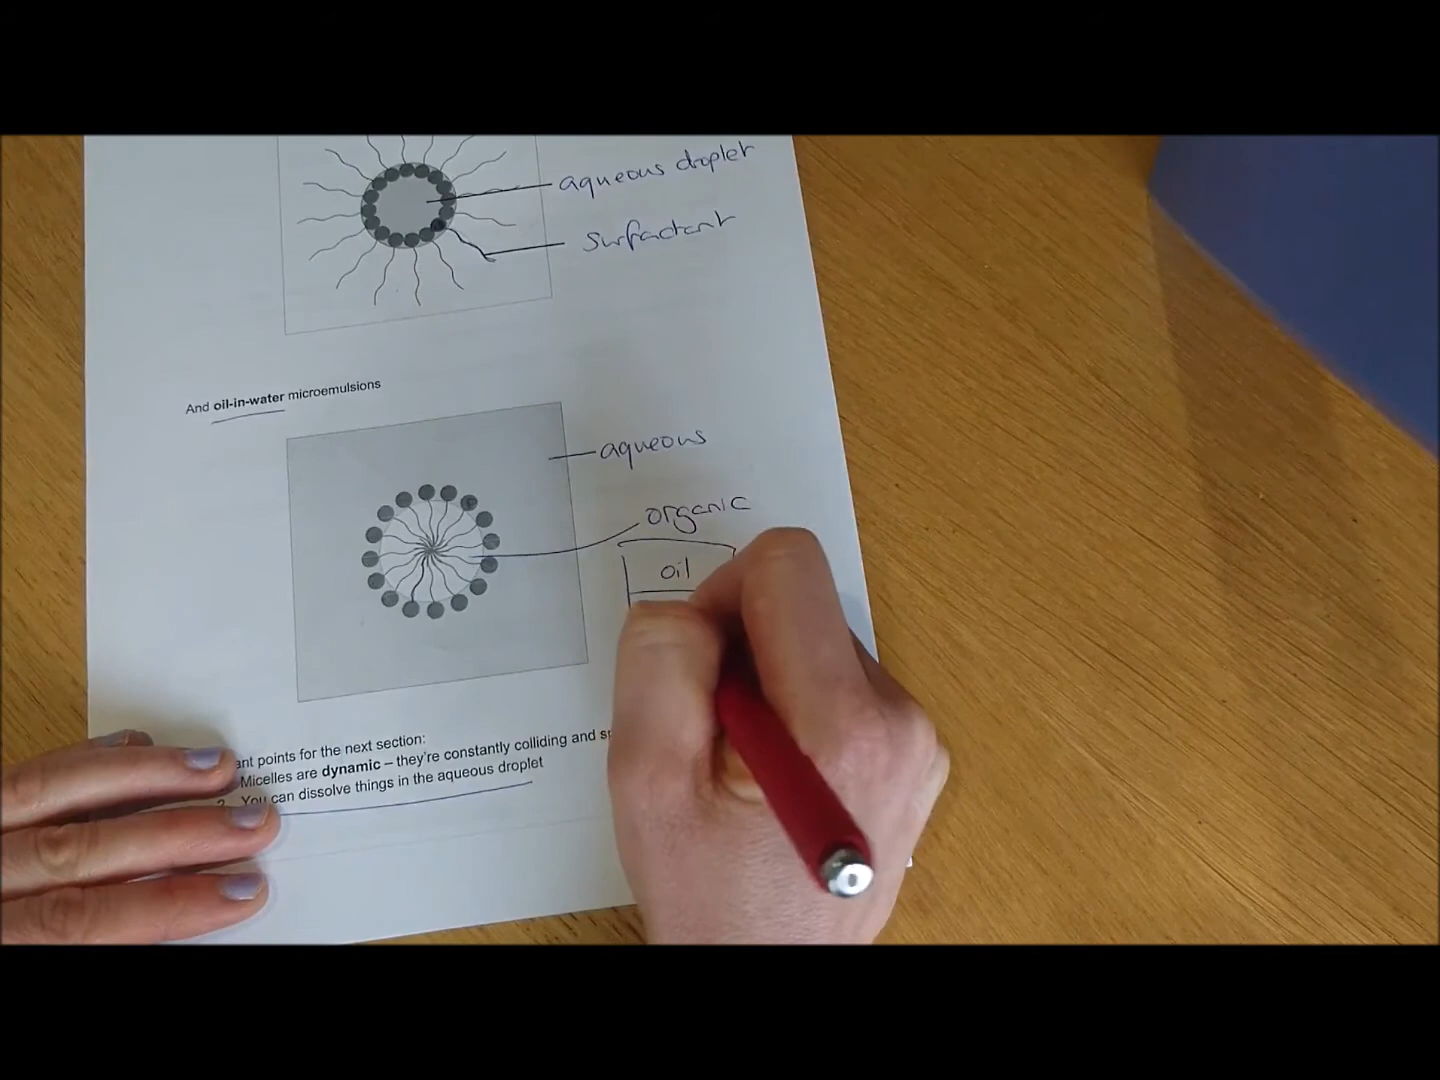 aqueous droplet
surfactant
And oil-in-water microemulsions
aqueous
organic
oil
points for the next section:
Micelles are dynamic – they're constantly colliding and
2. You can dissolve things in the aqueous droplet